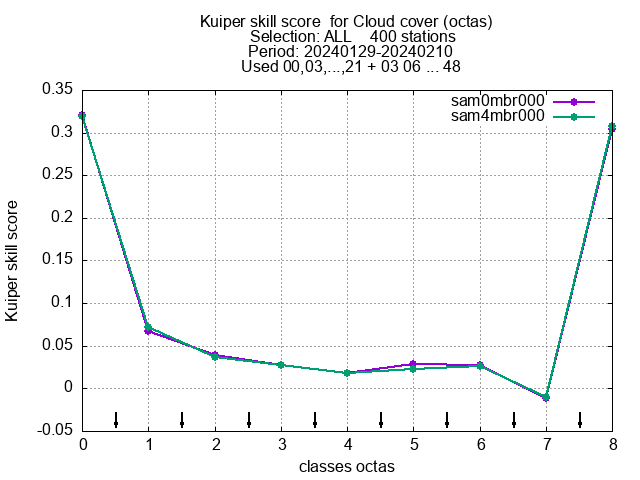 Kuiper skill score  for Cloud cover (octas)
Selection: ALL    400 stations
Period: 20240129-20240210
Used 00,03,...,21 + 03 06 ... 48
sam0mbr000
sam4mbr000
0.35
0.3
0.25
0.2
0.15
0.1
0.05
0
-0.05
Kuiper skill score
0 1 2 3 4 5 6 7 8
classes octas